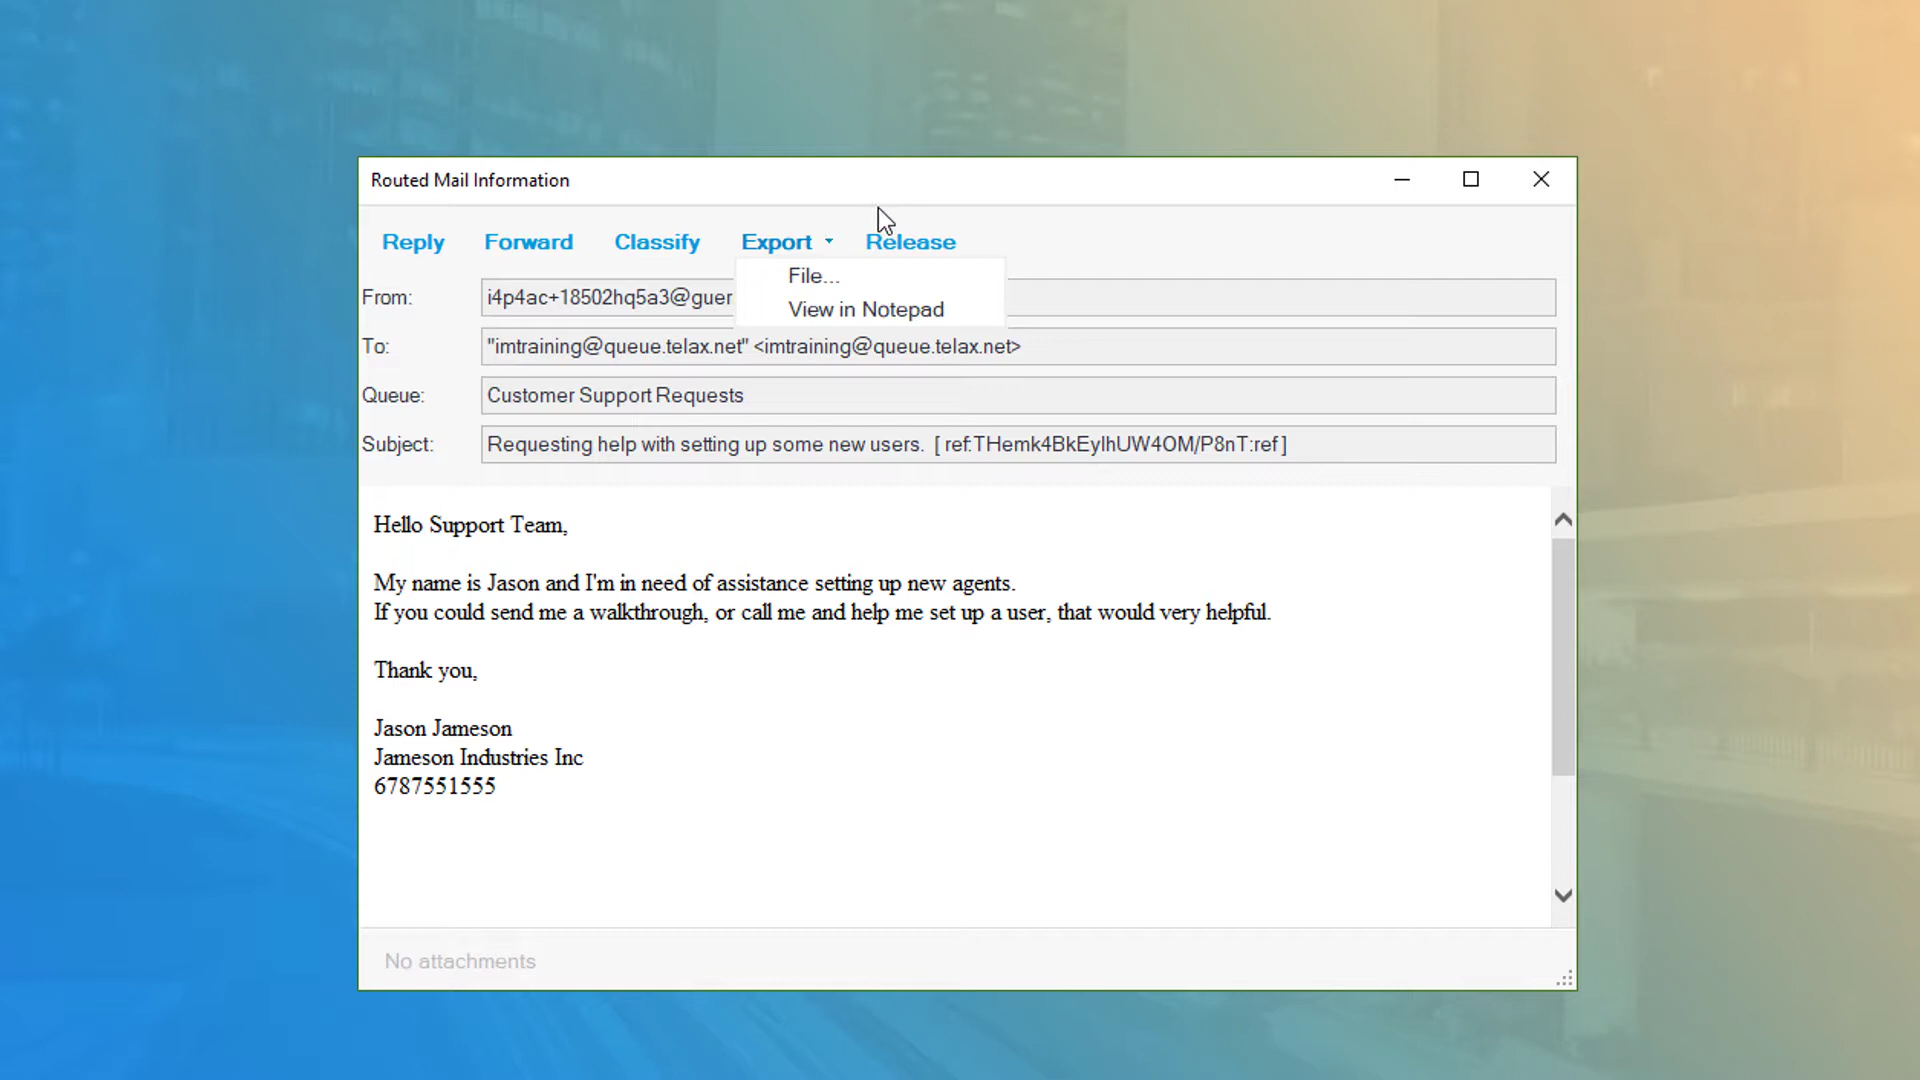 Routed Mail Information
Reply Forward Classify Export Release
File...
View in Notepad
From: i4p4ac+18502hq5a3@guer
To: "imtraining@queue.telax.net" <imtraining@queue.telax.net>
Queue: Customer Support Requests
Subject: Requesting help with setting up some new users. [ ref:THemk4BkEylhUW4OM/P8nT:ref ]
Hello Support Team,
My name is Jason and I'm in need of assistance setting up new agents.
If you could send me a walkthrough, or call me and help me set up a user, that would very helpful.
Thank you,
Jason Jameson
Jameson Industries Inc
6787551555
No attachments